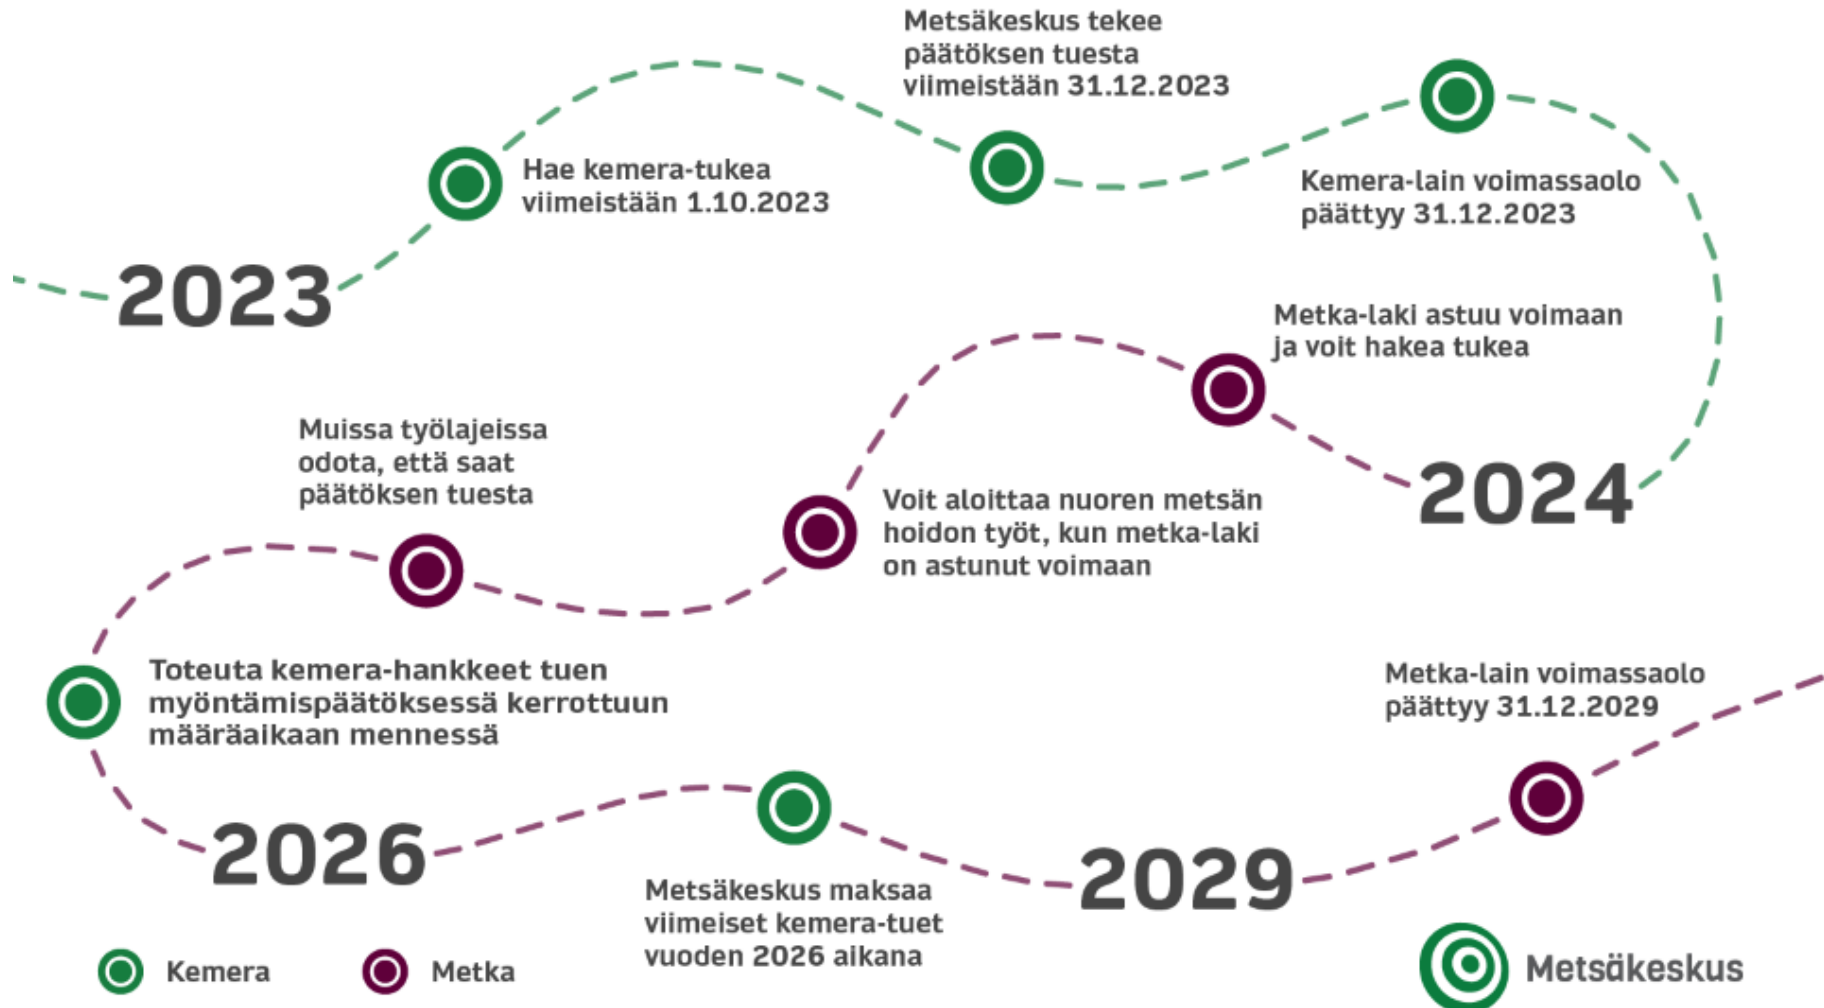 2023
Hae kemera-tukea
viimeistään 1.10.2023
Metsäkeskus tekee
päätöksen tuesta
viimeistään 31.12.2023
Kemera-lain voimassaolo
päättyy 31.12.2023
2024
Metka-laki astuu voimaan
ja voit hakea tukea
Voit aloittaa nuoren metsän
hoidon työt, kun metka-laki
on astunut voimaan
Muissa työlajeissa
odota, että saat
päätöksen tuesta
Toteuta kemera-hankkeet tuen
myöntämispäätöksessä kerrottuun
määräaikaan mennessä
2026
Metsäkeskus maksaa
viimeiset kemera-tuet
vuoden 2026 aikana
2029
Metka-lain voimassaolo
päättyy 31.12.2029
Kemera
Metka
Metsäkeskus